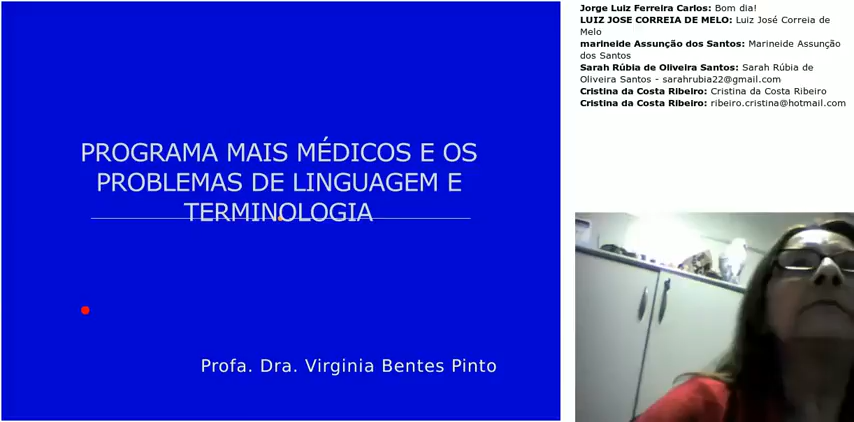 PROGRAMA MAIS MÉDICOS E OS
PROBLEMAS DE LINGUAGEM E
TERMINOLOGIA
Profa. Dra. Virginia Bentes Pinto
Jorge Luiz Ferreira Carlos: Bom dia!
LUIZ JOSE CORREIA DE MELO: Luiz José Correia de
Melo
marineide Assunção dos Santos: Marineide Assunção
dos Santos
Sarah Rúbia de Oliveira Santos: Sarah Rúbia de
Oliveira Santos - sarahrubia22@gmail.com
Cristina da Costa Ribeiro: Cristina da Costa Ribeiro
Cristina da Costa Ribeiro: ribeiro.cristina@hotmail.com